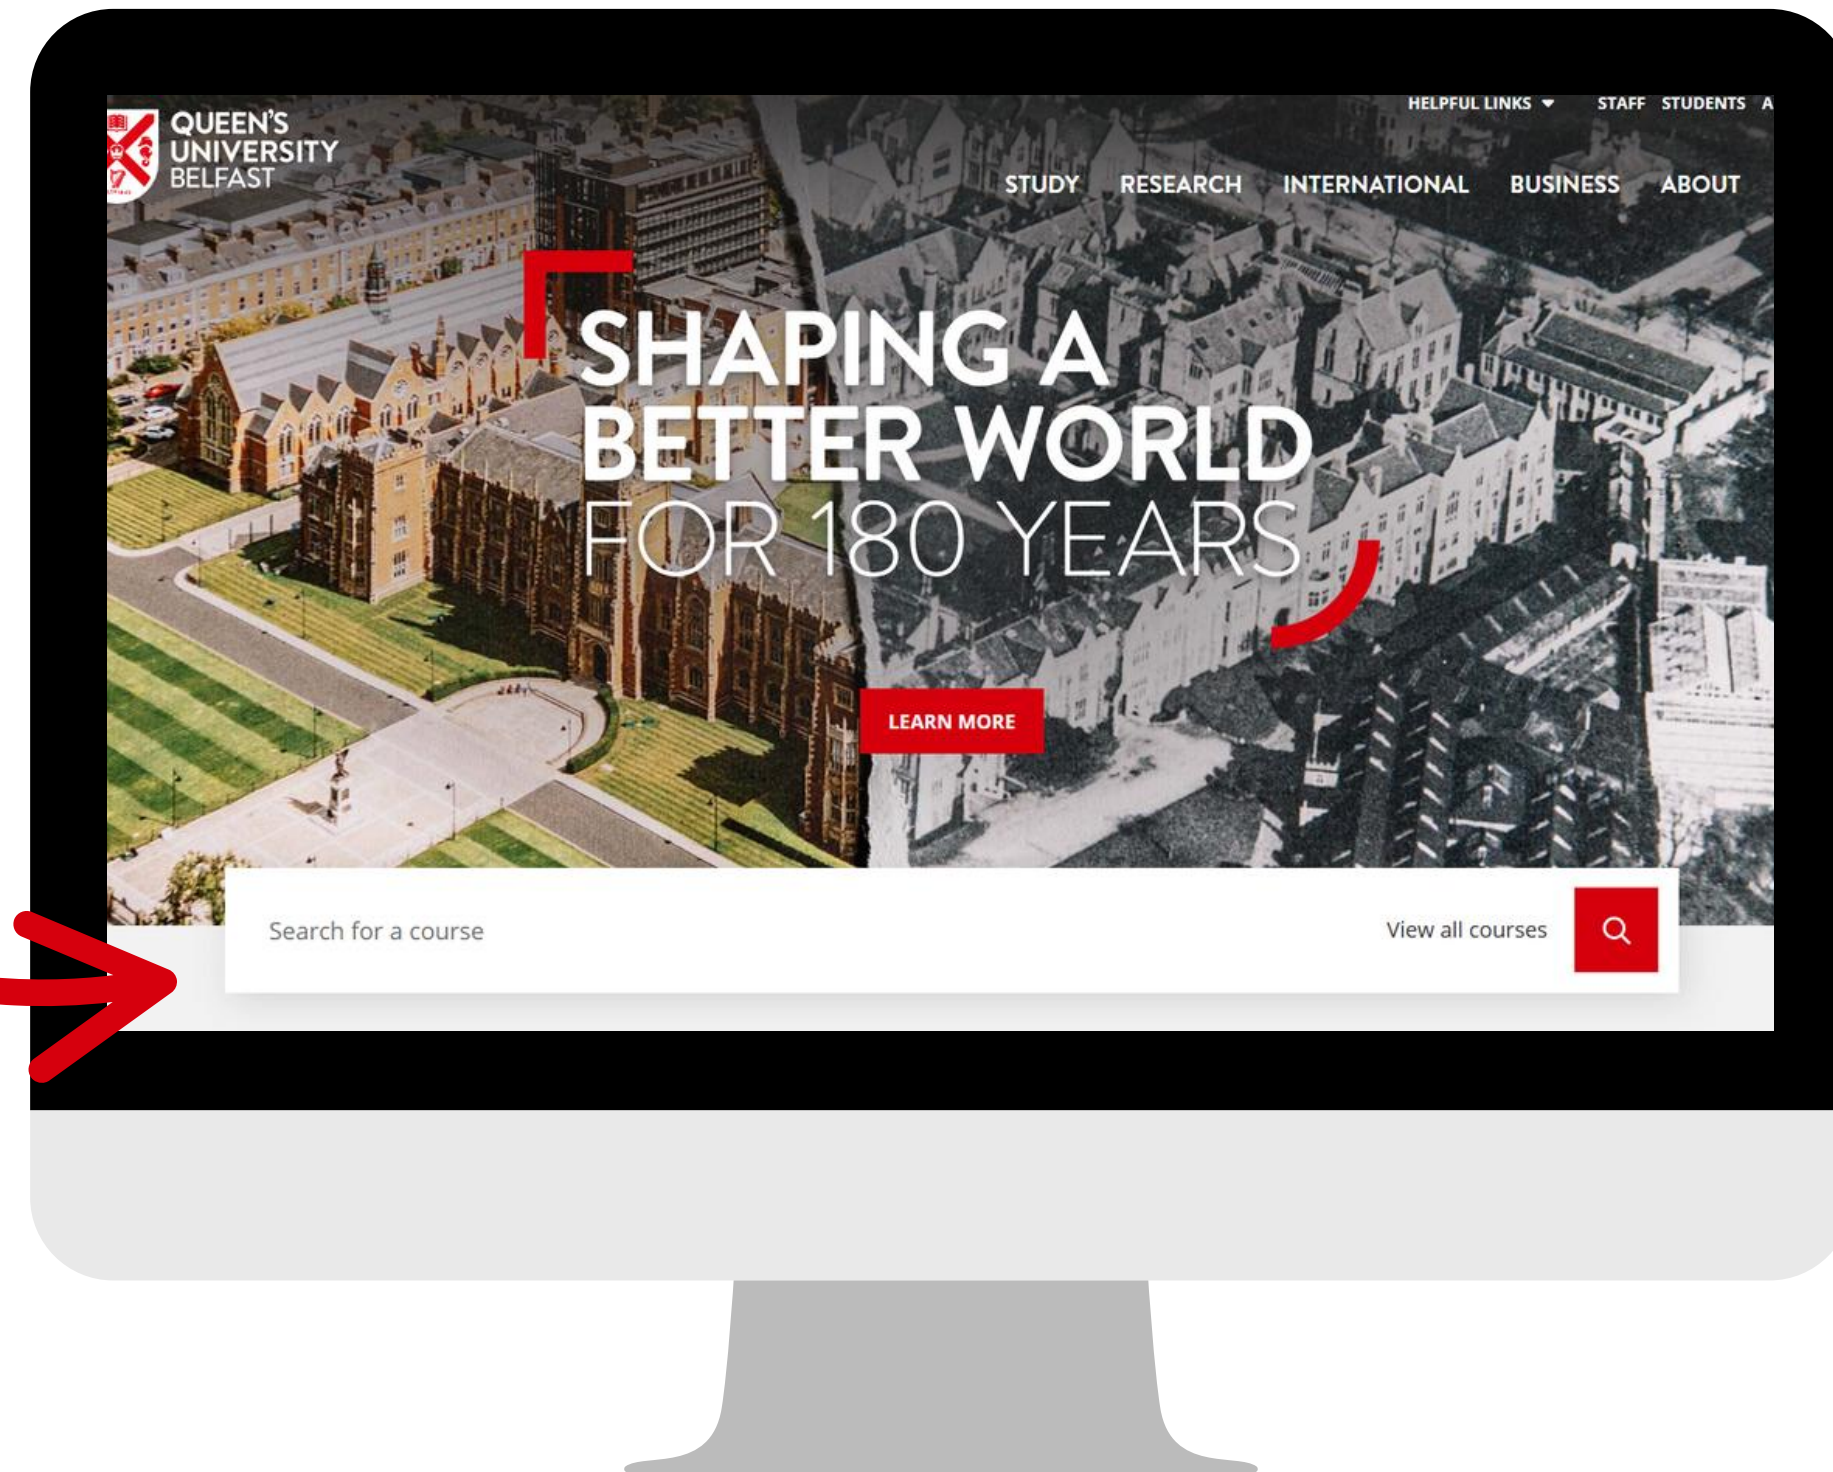 QUEEN'S
UNIVERSITY
BELFAST
HELPFUL LINKS STAFF STUDENTS A
STUDY RESEARCH INTERNATIONAL BUSINESS ABOUT
SHAPING A
BETTER WORLD
FOR 180 YEARS
LEARN MORE
Search for a course View all courses